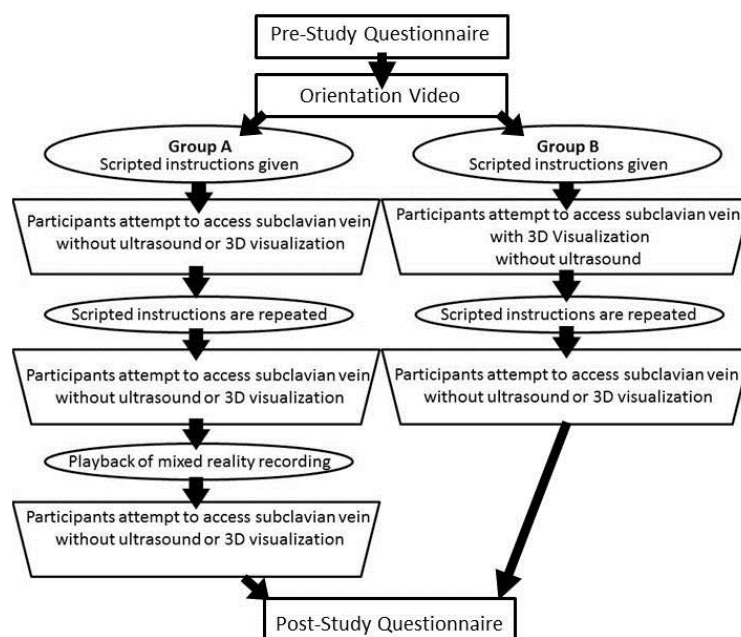 Pre-Study Questionnaire
Orientation Video
Group A
Scripted instructions given
Participants attempt to access subclavian vein
without ultrasound or 3D visualization
Scripted instructions are repeated
Participants attempt to access subclavian vein
without ultrasound or 3D visualization
Playback of mixed reality recording
Participants attempt to access subclavian vein
without ultrasound or 3D visualization
Group B
Scripted instructions given
Participants attempt to access subclavian vein
with 3D Visualization
without ultrasound
Scripted instructions are repeated
Participants attempt to access subclavian vein
without ultrasound or 3D visualization
Post-Study Questionnaire